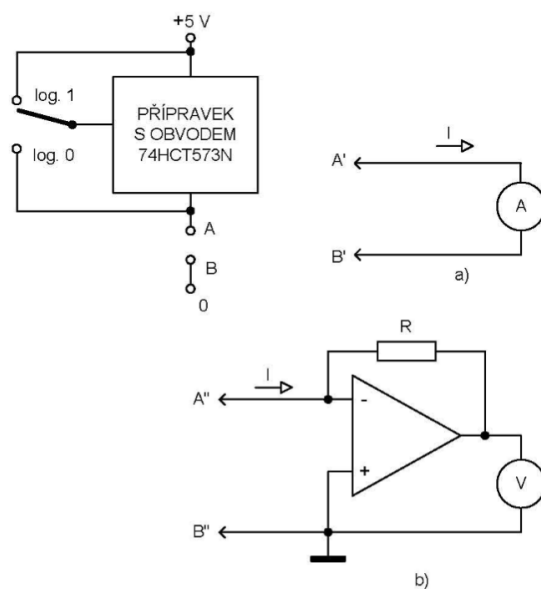 +5 V
log. 1
PŘÍPRAVEK
S OBVODEM
74HCT573N
log. 0
A
B
0
I
A'
A
B'
a)
R
I
A"
-
+
V
B"
b)